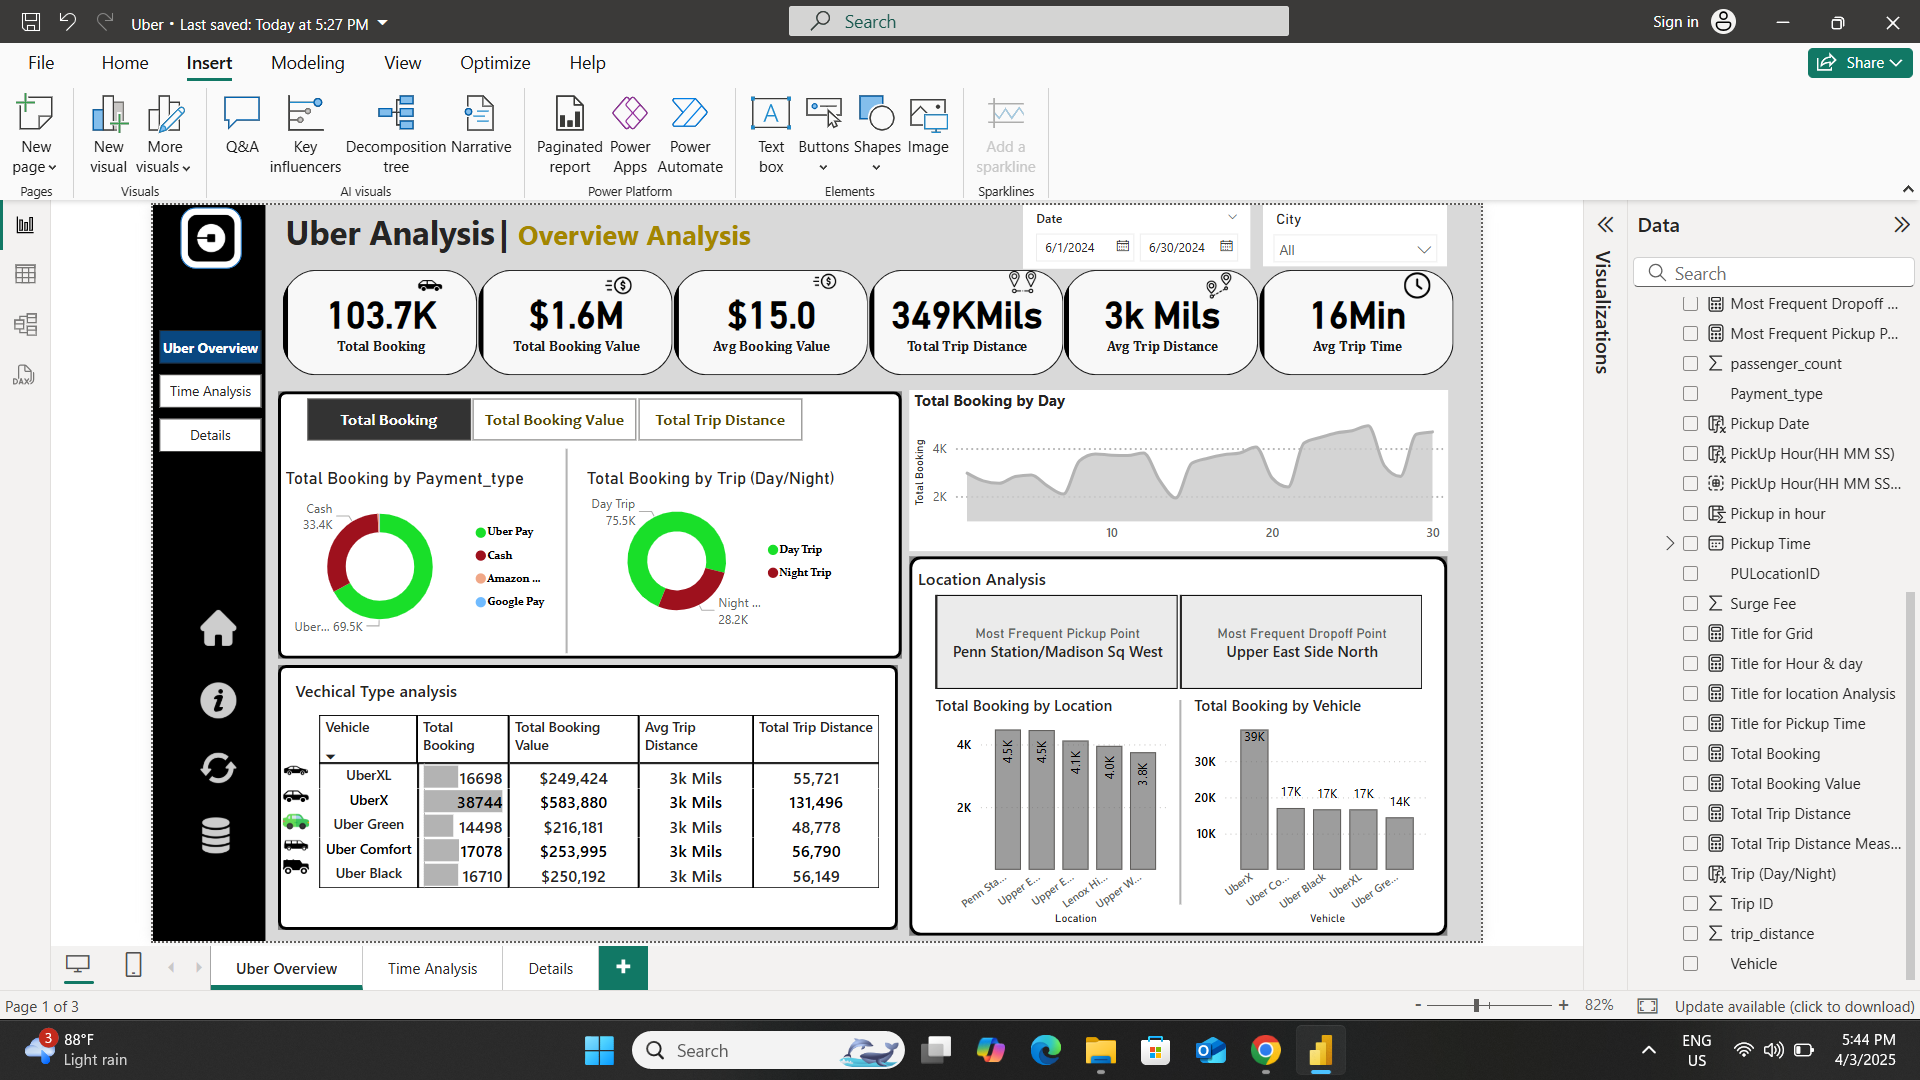 Uber • Last saved: Today at 5:27 PM
Search
Sign in
File
Home
Insert
Modeling
View
Optimize
Help
Share
New page
New visual
More visuals
Q&A
Key influencers
Decomposition tree
Narrative
Paginated report
Power Apps
Power Automate
Text box
Buttons
Shapes
Image
Add a sparkline
Pages
Visuals
AI visuals
Power Platform
Elements
Sparklines
Uber Analysis| Overview Analysis
Date
6/1/2024
6/30/2024
City
All
103.7K
Total Booking
$1.6M
Total Booking Value
$15.0
Avg Booking Value
349KMils
Total Trip Distance
3k Mils
Avg Trip Distance
16Min
Avg Trip Time
Uber Overview
Time Analysis
Details
Total Booking
Total Booking Value
Total Trip Distance
Total Booking by Payment_type
Cash
33.4K
Uber... 69.5K
Uber Pay
Cash
Amazon ...
Google Pay
Total Booking by Trip (Day/Night)
Day Trip
75.5K
Night ...
28.2K
Day Trip
Night Trip
Total Booking by Day
Total Booking
4K
2K
10
20
30
Vechical Type analysis
Vehicle
Total Booking
Total Booking Value
Avg Trip Distance
Total Trip Distance
UberXL 16698 $249,424 3k Mils 55,721
UberX 38744 $583,880 3k Mils 131,496
Uber Green 14498 $216,181 3k Mils 48,778
Uber Comfort 17078 $253,995 3k Mils 56,790
Uber Black 16710 $250,192 3k Mils 56,149
Location Analysis
Most Frequent Pickup Point
Penn Station/Madison Sq West
Most Frequent Dropoff Point
Upper East Side North
Total Booking by Location
4K
2K
4.5K
4.5K
4.1K
4.0K
3.8K
Penn Sta...
Upper E...
Upper E...
Lenox Hi...
Upper W...
Location
Total Booking by Vehicle
30K
20K
10K
39K
17K
17K
17K
14K
UberX
Uber Co...
Uber Black
UberXL
Uber Gre...
Vehicle
Visualizations
Data
Search
Most Frequent Dropoff ...
Most Frequent Pickup P...
passenger_count
Payment_type
Pickup Date
PickUp Hour(HH MM SS)
PickUp Hour(HH MM SS...
Pickup in hour
Pickup Time
PULocationID
Surge Fee
Title for Grid
Title for Hour & day
Title for location Analysis
Title for Pickup Time
Total Booking
Total Booking Value
Total Trip Distance
Total Trip Distance Meas...
Trip (Day/Night)
Trip ID
trip_distance
Vehicle
DAX
Uber Overview
Time Analysis
Details
+
Page 1 of 3
- + 82%
Update available (click to download)
3
88°F
Light rain
Search
ENG
US
5:44 PM
4/3/2025